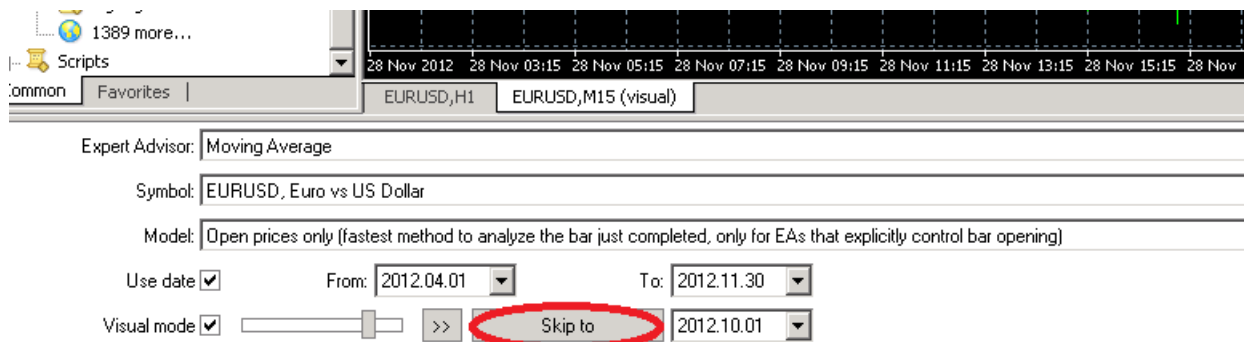 1389 more...
Scripts
28 Nov 2012 28 Nov 03:15 28 Nov 05:15 28 Nov 07:15 28 Nov 09:15 28 Nov 11:15 28 Nov 13:15 28 Nov 15:15 28 Nov
Common Favorites
EURUSD,H1 EURUSD,M15 (visual)
Expert Advisor: Moving Average
Symbol: EURUSD, Euro vs US Dollar
Model: Open prices only (fastest method to analyze the bar just completed, only for EAs that explicitly control bar opening)
Use date From: 2012.04.01 To: 2012.11.30
Visual mode >> Skip to 2012.10.01